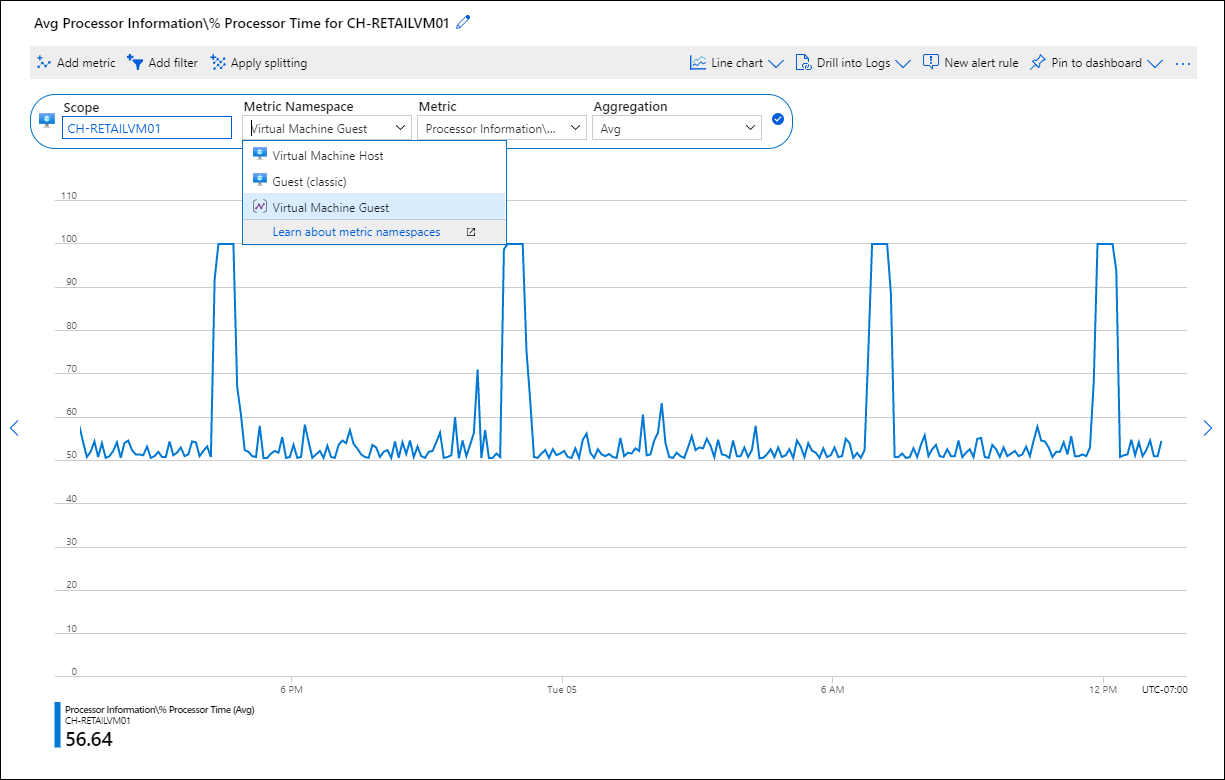 Avg Processor Information\% Processor Time for CH-RETAILVM01
Add metric Add filter Apply splitting Line chart Drill into Logs New alert rule Pin to dashboard ...
Scope Metric Namespace Metric Aggregation
CH-RETAILVM01 Virtual Machine Guest Processor Information\... Avg
Virtual Machine Host
Guest (classic)
Virtual Machine Guest
Learn about metric namespaces
110
100
90
80
70
60
50
40
30
20
10
0
6 PM Tue 05 6 AM 12 PM UTC-07:00
Processor Information\% Processor Time (Avg)
CH-RETAILVM01
56.64